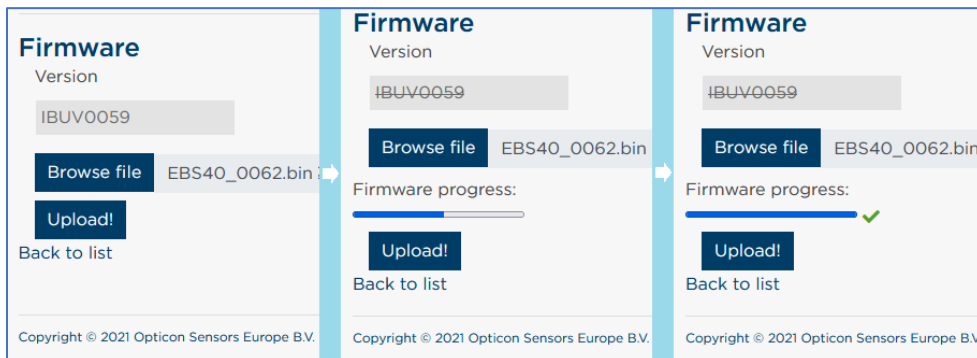 Firmware
Version
IBUV0059
Browse file EBS40_0062.bin
Upload!
Back to list
Copyright © 2021 Opticon Sensors Europe B.V.
Firmware
Version
IBUV0059
Browse file EBS40_0062.bin
Firmware progress:
Upload!
Back to list
Copyright © 2021 Opticon Sensors Europe B.V.
Firmware
Version
IBUV0059
Browse file EBS40_0062.bin
Firmware progress:
Upload!
Back to list
Copyright © 2021 Opticon Sensors Europe B.V